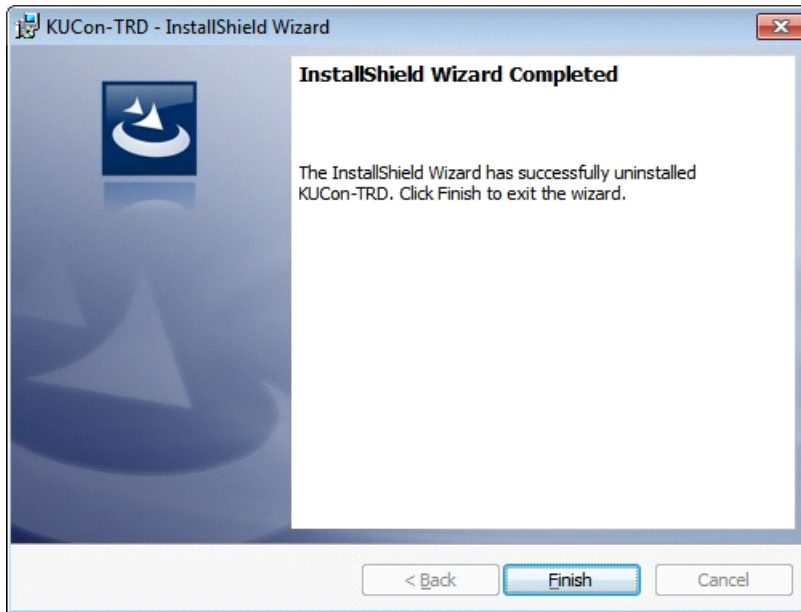 KUCon-TRD - InstallShield Wizard
InstallShield Wizard Completed
The InstallShield Wizard has successfully uninstalled
KUCon-TRD. Click Finish to exit the wizard.
< Back
Finish
Cancel